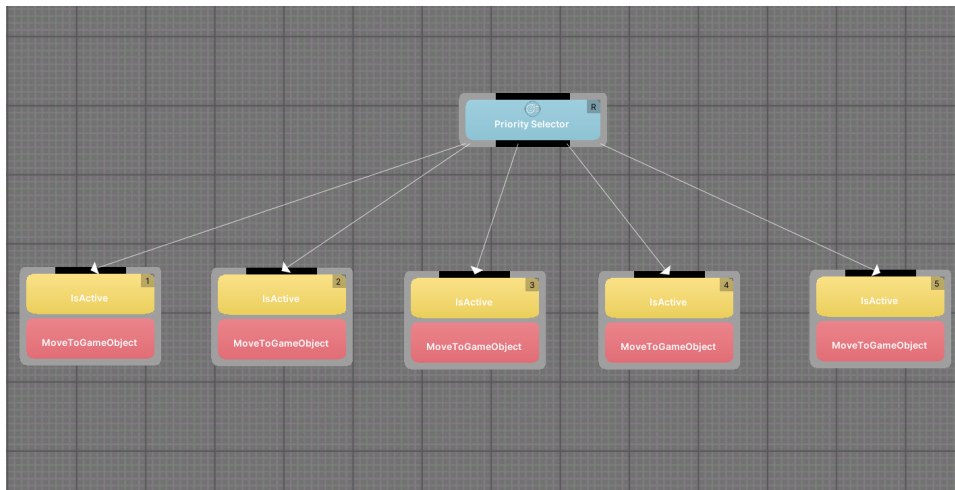 R
Priority Selector
1
IsActive
MoveToGameObject
2
IsActive
MoveToGameObject
3
IsActive
MoveToGameObject
4
IsActive
MoveToGameObject
5
IsActive
MoveToGameObject